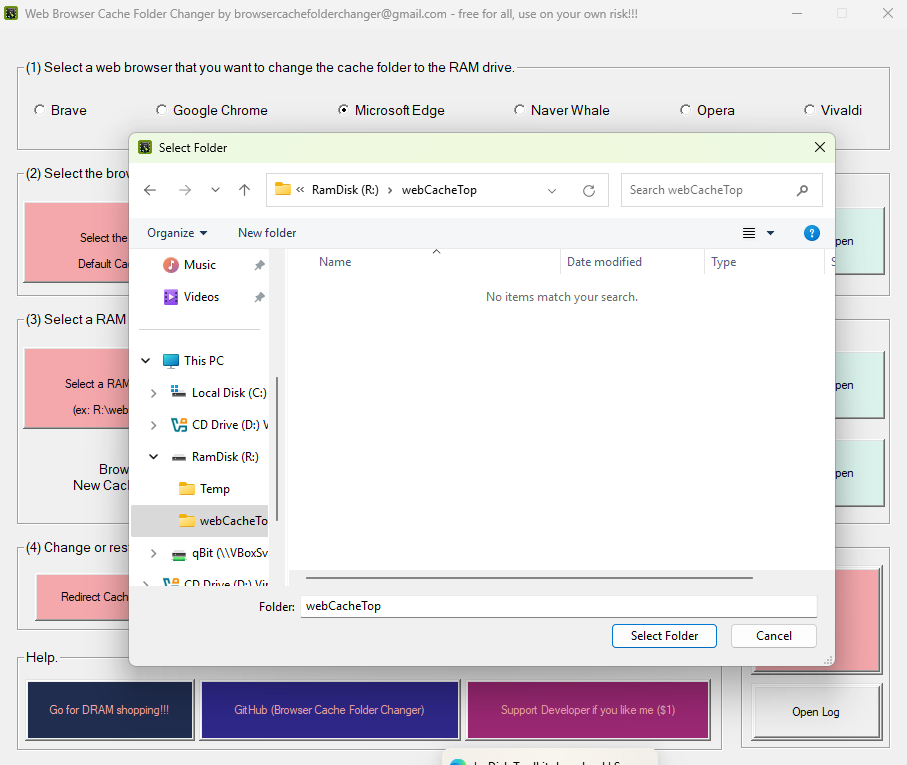 Web Browser Cache Folder Changer by browsercachefolderchanger@gmail.com - free for all, use on your own risk!!!
(1) Select a web browser that you want to change the cache folder to the RAM drive.
Brave Google Chrome Microsoft Edge Naver Whale Opera Vivaldi
Select Folder
(2) Select the brow
RamDisk (R:) webCacheTop
Search webCacheTop
Select the
Default Cac
Organize New folder
pen
Name Date modified Type S
Music
Videos
No items match your search.
(3) Select a RAM
This PC
Select a RAM
(ex: R:\web
Local Disk (C:)
pen
CD Drive (D:) V
RamDisk (R:)
Brow
New Cach
Temp
pen
webCacheTo
(4) Change or rest
qBit (\\VBoxSv
CD Drive (D:) Vir
Redirect Cach
Folder: webCacheTop
Select Folder Cancel
Help.
Go for DRAM shopping!!!
GitHub (Browser Cache Folder Changer)
Support Developer if you like me ($1)
Open Log